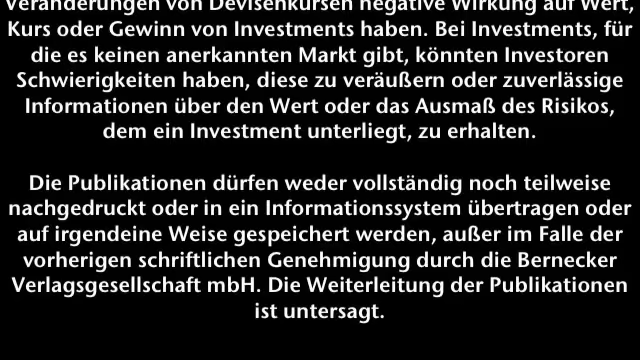 Veränderungen von Devisenkursen negative Wirkung auf Wert,
Kurs oder Gewinn von Investments haben. Bei Investments, für
die es keinen anerkannten Markt gibt, könnten Investoren
Schwierigkeiten haben, diese zu veräußern oder zuverlässige
Informationen über den Wert oder das Ausmaß des Risikos,
dem ein Investment unterliegt, zu erhalten.
Die Publikationen dürfen weder vollständig noch teilweise
nachgedruckt oder in ein Informationssystem übertragen oder
auf irgendeine Weise gespeichert werden, außer im Falle der
vorherigen schriftlichen Genehmigung durch die Bernecker
Verlagsgesellschaft mbH. Die Weiterleitung der Publikationen
ist untersagt.